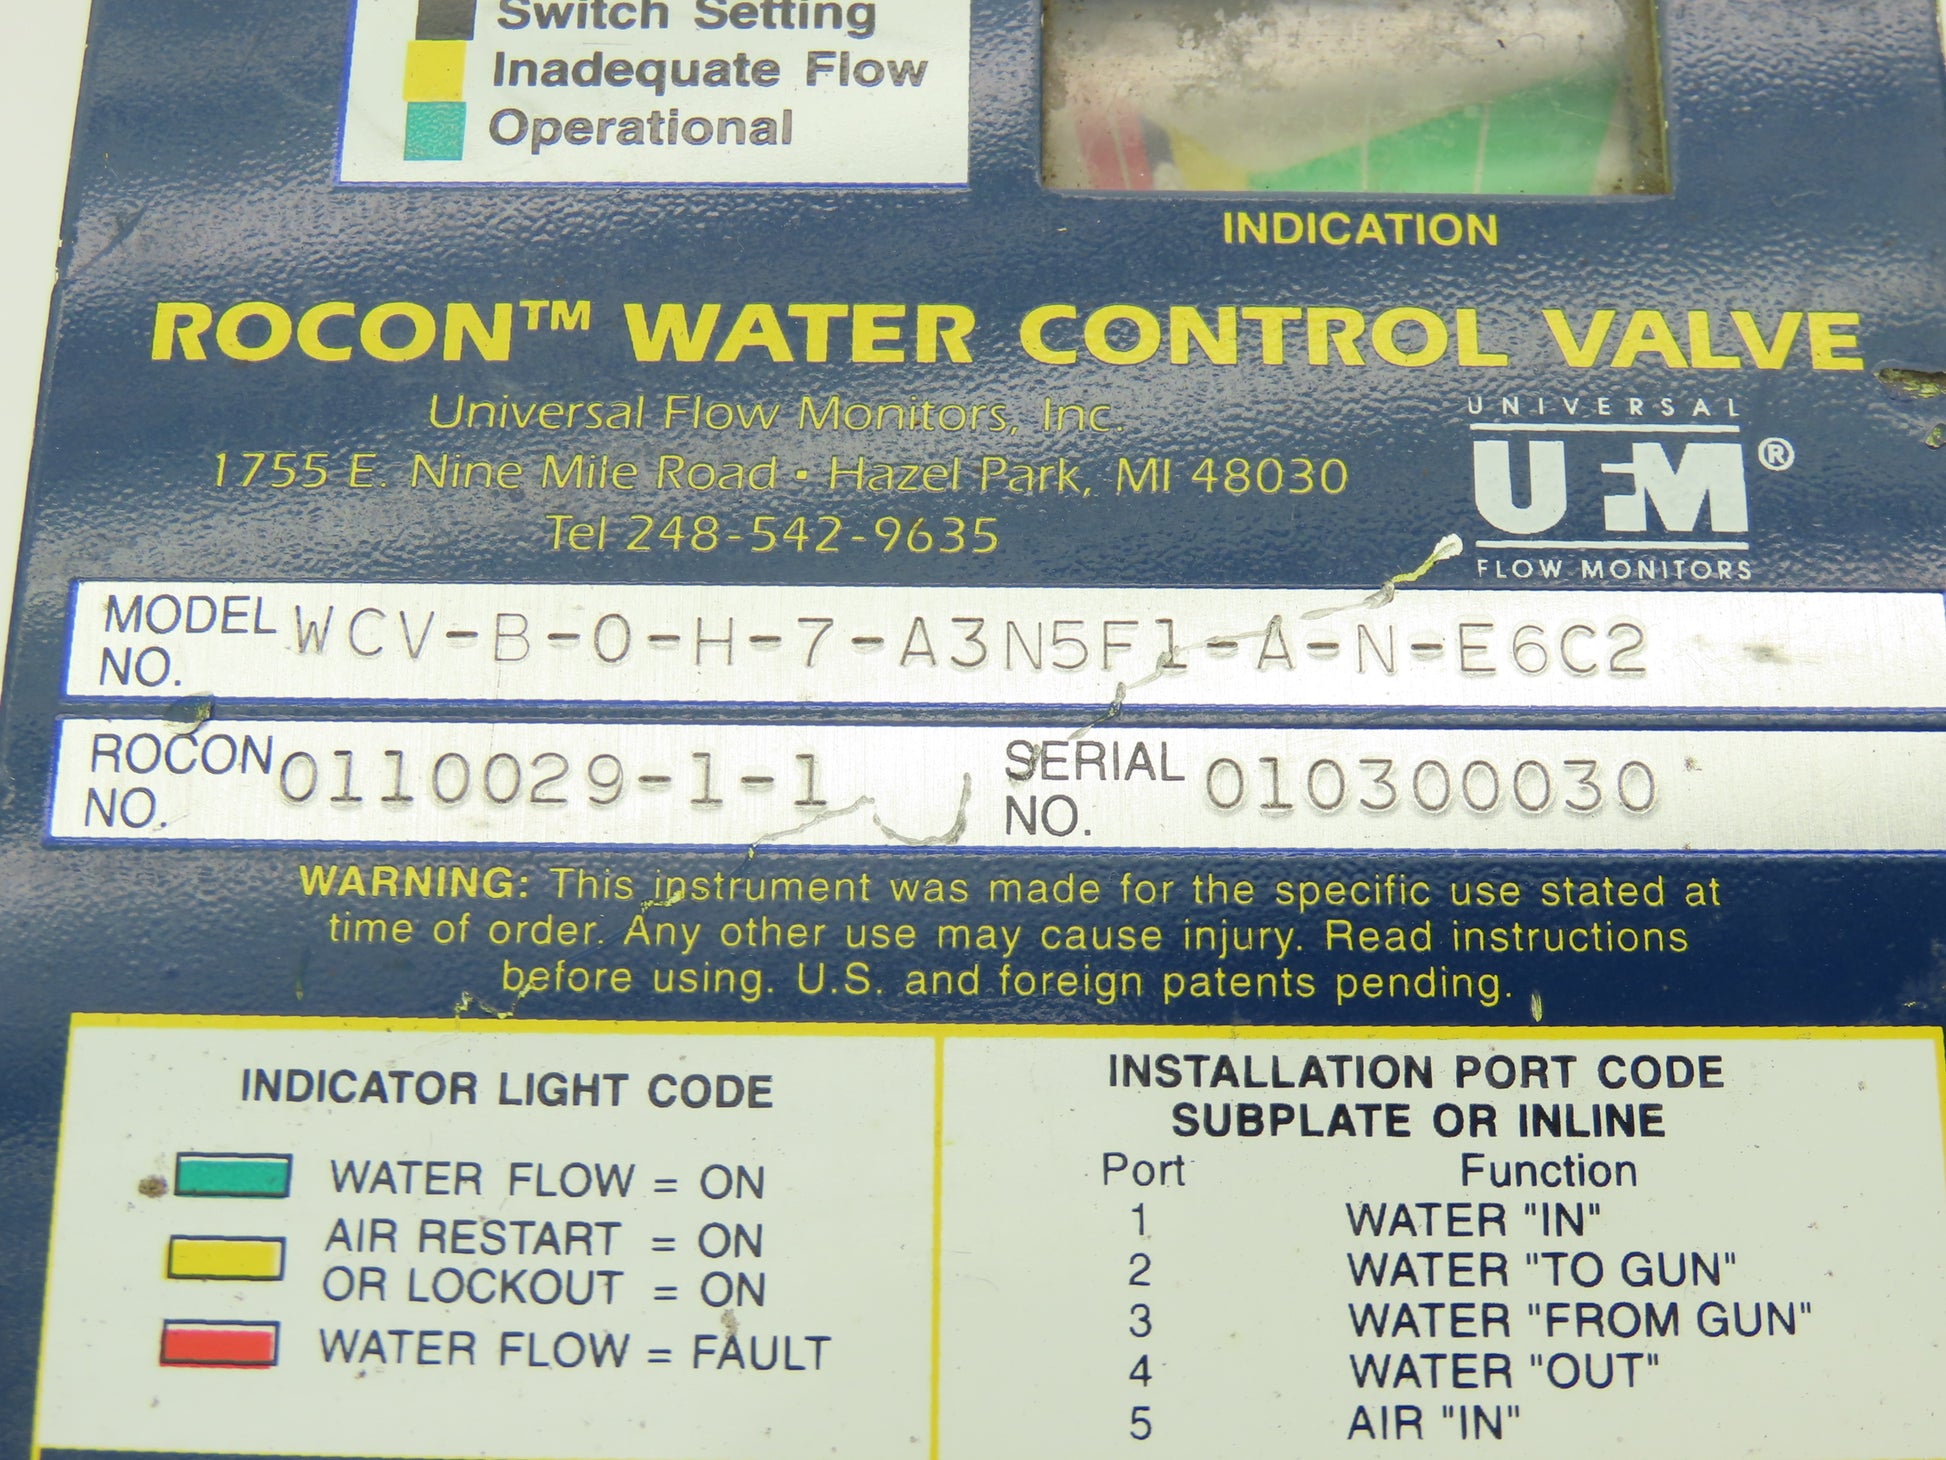 Switch Setting
Inadequate Flow
Operational
INDICATION
ROCON™ WATER CONTROL VALVE
Universal Flow Monitors, Inc.
1755 E. Nine Mile Road • Hazel Park, MI 48030
Tel 248-542-9635
UNIVERSAL
UFM®
FLOW MONITORS
MODEL NO. WCV-B-0-H-7-A3N5F1-A-N-E6C2
ROCON NO. 0110029-1-1
SERIAL NO. 010300030
WARNING: This instrument was made for the specific use stated at
time of order. Any other use may cause injury. Read instructions
before using. U.S. and foreign patents pending.
INDICATOR LIGHT CODE
WATER FLOW = ON
AIR RESTART = ON
OR LOCKOUT = ON
WATER FLOW = FAULT
INSTALLATION PORT CODE
SUBPLATE OR INLINE
Port Function
1 WATER "IN"
2 WATER "TO GUN"
3 WATER "FROM GUN"
4 WATER "OUT"
5 AIR "IN"